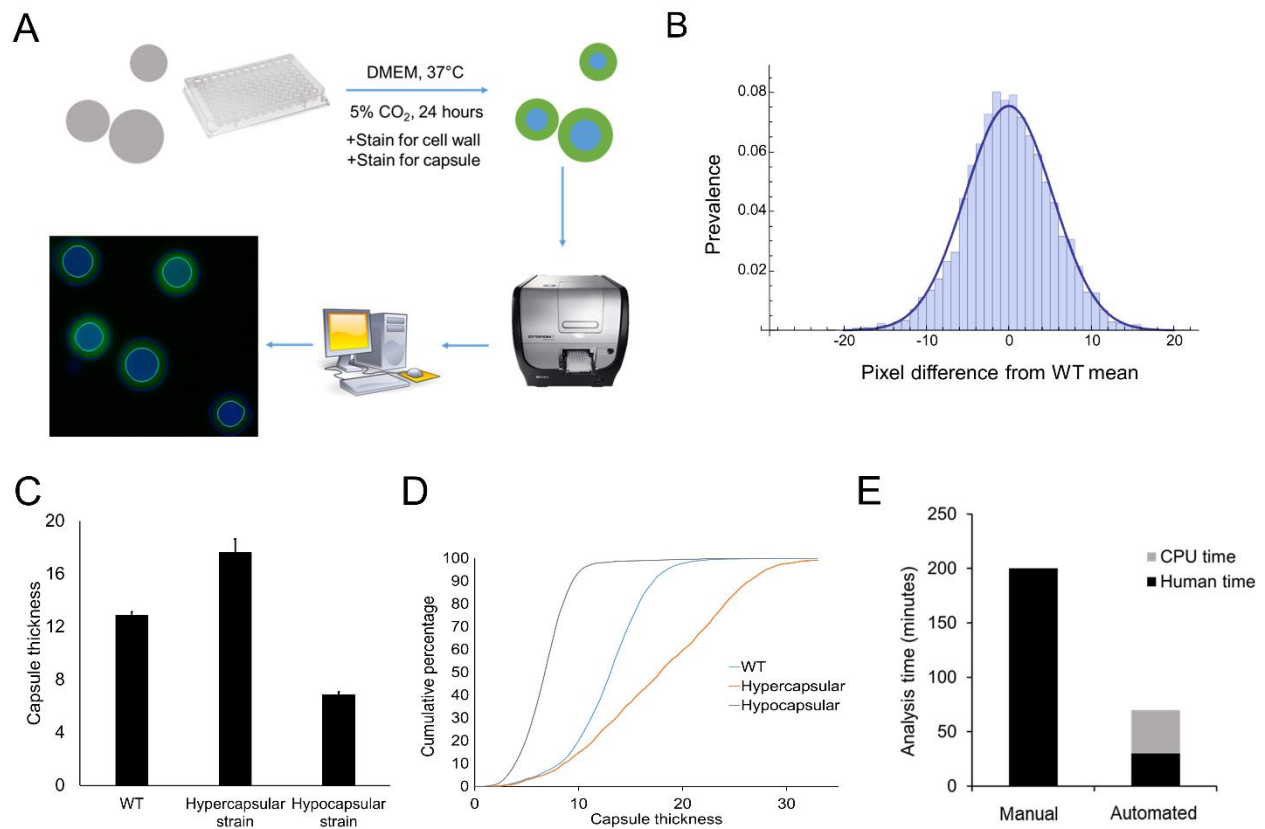 A
DMEM, 37°C
5% CO₂, 24 hours
+Stain for cell wall
+Stain for capsule
B
Prevalence
0.08
0.06
0.04
0.02
-20
-10
0
10
20
Pixel difference from WT mean
C
Capsule thickness
20
16
12
8
4
0
WT
Hypercapsular
strain
Hypocapsular
strain
D
Cumulative percentage
100
90
80
70
60
50
40
30
20
10
0
0
10
20
30
Capsule thickness
WT
Hypercapsular
Hypocapsular
E
Analysis time (minutes)
250
200
150
100
50
0
Manual
Automated
CPU time
Human time